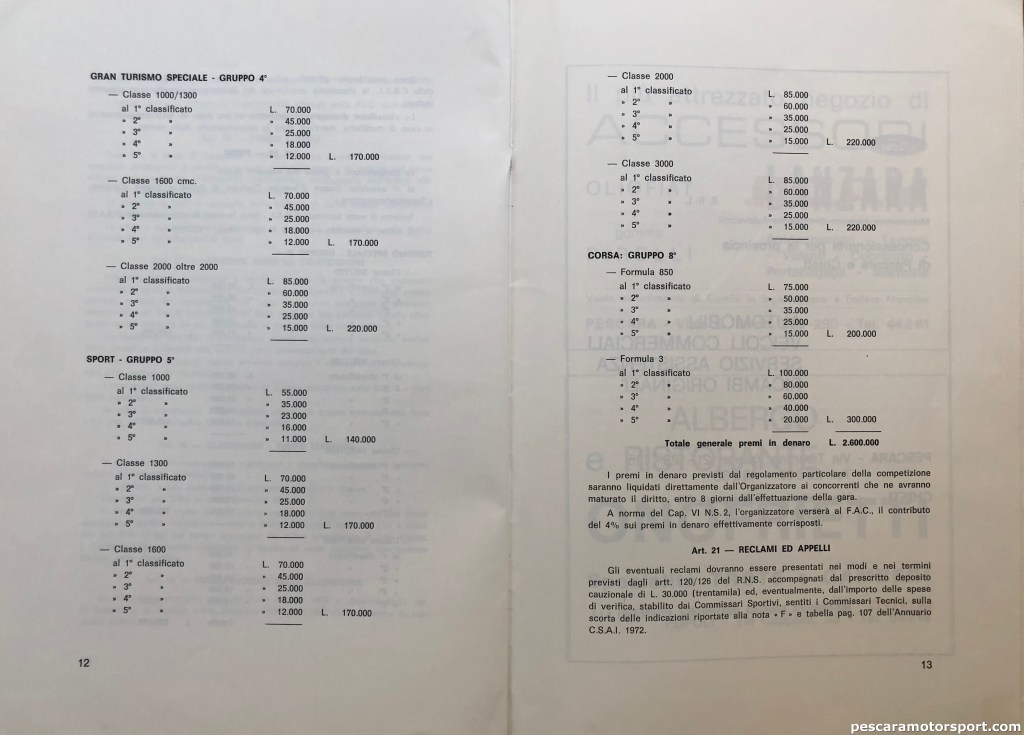 GRAN TURISMO SPECIALE - GRUPPO 4°
— Classe 1000/1300
al 1° classificato L. 70.000
» 2° » » 45.000
» 3° » » 25.000
» 4° » » 18.000
» 5° » » 12.000 L. 170.000
— Classe 1600 cmc.
al 1° classificato L. 70.000
» 2° » » 45.000
» 3° » » 25.000
» 4° » » 18.000
» 5° » » 12.000 L. 170.000
— Classe 2000 oltre 2000
al 1° classificato L. 85.000
» 2° » » 60.000
» 3° » » 35.000
» 4° » » 25.000
» 5° » » 15.000 L. 220.000
SPORT - GRUPPO 5°
— Classe 1000
al 1° classificato L. 55.000
» 2° » » 35.000
» 3° » » 23.000
» 4° » » 16.000
» 5° » » 11.000 L. 140.000
— Classe 1300
al 1° classificato L. 70.000
» 2° » » 45.000
» 3° » » 25.000
» 4° » » 18.000
» 5° » » 12.000 L. 170.000
— Classe 1600
al 1° classificato L. 70.000
» 2° » » 45.000
» 3° » » 25.000
» 4° » » 18.000
» 5° » » 12.000 L. 170.000
12
— Classe 2000
al 1° classificato L. 85.000
» 2° » » 60.000
» 3° » » 35.000
» 4° » » 25.000
» 5° » » 15.000 L. 220.000
— Classe 3000
al 1° classificato L. 85.000
» 2° » » 60.000
» 3° » » 35.000
» 4° » » 25.000
» 5° » » 15.000 L. 220.000
CORSA: GRUPPO 8°
— Formula 850
al 1° classificato L. 75.000
» 2° » » 50.000
» 3° » » 35.000
» 4° » » 25.000
» 5° » » 15.000 L. 200.000
— Formula 3
al 1° classificato L. 100.000
» 2° » » 80.000
» 3° » » 60.000
» 4° » » 40.000
» 5° » » 20.000 L. 300.000
Totale generale premi in denaro L. 2.600.000
I premi in denaro previsti dal regolamento particolare della competizione
saranno liquidati direttamente dall'Organizzatore ai concorrenti che ne avranno
maturato il diritto, entro 8 giorni dall'effettuazione della gara.
A norma del Cap. VI N.S. 2, l'organizzatore verserà al F.A.C., il contributo
del 4% sui premi in denaro effettivamente corrisposti.
Art. 21 — RECLAMI ED APPELLI
Gli eventuali reclami dovranno essere presentati nei modi e nei termini
previsti dagli artt. 120/126 del R.N.S. accompagnati dal prescritto deposito
cauzionale di L. 30.000 (trentamila) ed, eventualmente, dall'importo delle spese
di verifica, stabilito dai Commissari Sportivi, sentiti i Commissari Tecnici, sulla
scorta delle indicazioni riportate alla nota « F » e tabella pag. 107 dell'Annuario
C.S.A.I. 1972.
13
pescaramotorsport.com